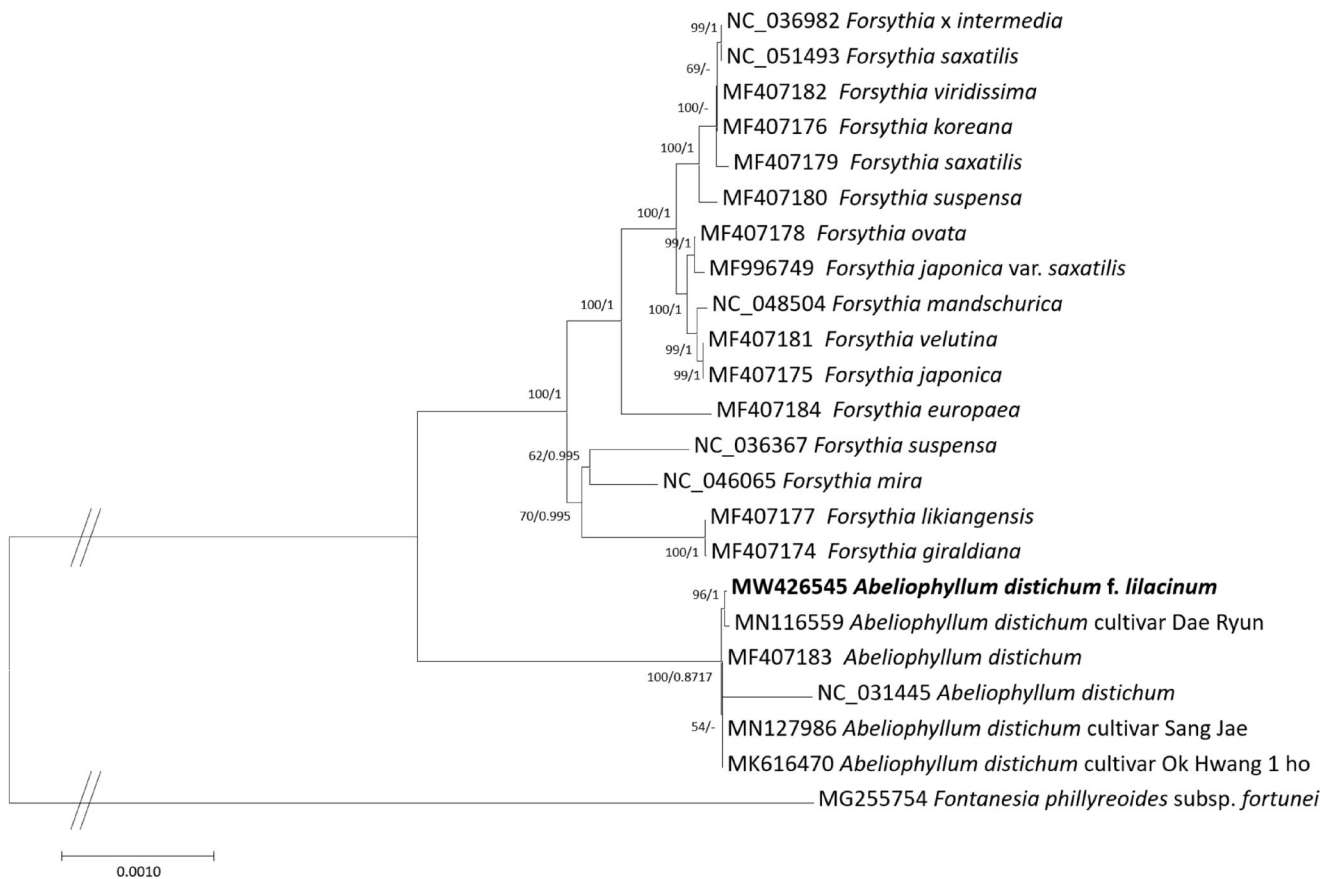 NC_036982 Forsythia x intermedia
99/1
NC_051493 Forsythia saxatilis
69/-
MF407182 Forsythia viridissima
100/-
MF407176 Forsythia koreana
100/1
MF407179 Forsythia saxatilis
MF407180 Forsythia suspensa
100/1
MF407178 Forsythia ovata
99/1
MF996749 Forsythia japonica var. saxatilis
100/1
NC_048504 Forsythia mandschurica
100/1
MF407181 Forsythia velutina
99/1
MF407175 Forsythia japonica
99/1
100/1
MF407184 Forsythia europaea
NC_036367 Forsythia suspensa
62/0.995
NC_046065 Forsythia mira
70/0.995
MF407177 Forsythia likiangensis
MF407174 Forsythia giraldiana
100/1
MW426545 Abeliophyllum distichum f. lilacinum
96/1
MN116559 Abeliophyllum distichum cultivar Dae Ryun
MF407183 Abeliophyllum distichum
100/0.8717
NC_031445 Abeliophyllum distichum
MN127986 Abeliophyllum distichum cultivar Sang Jae
54/-
MK616470 Abeliophyllum distichum cultivar Ok Hwang 1 ho
MG255754 Fontanesia phillyreoides subsp. fortunei
0.0010